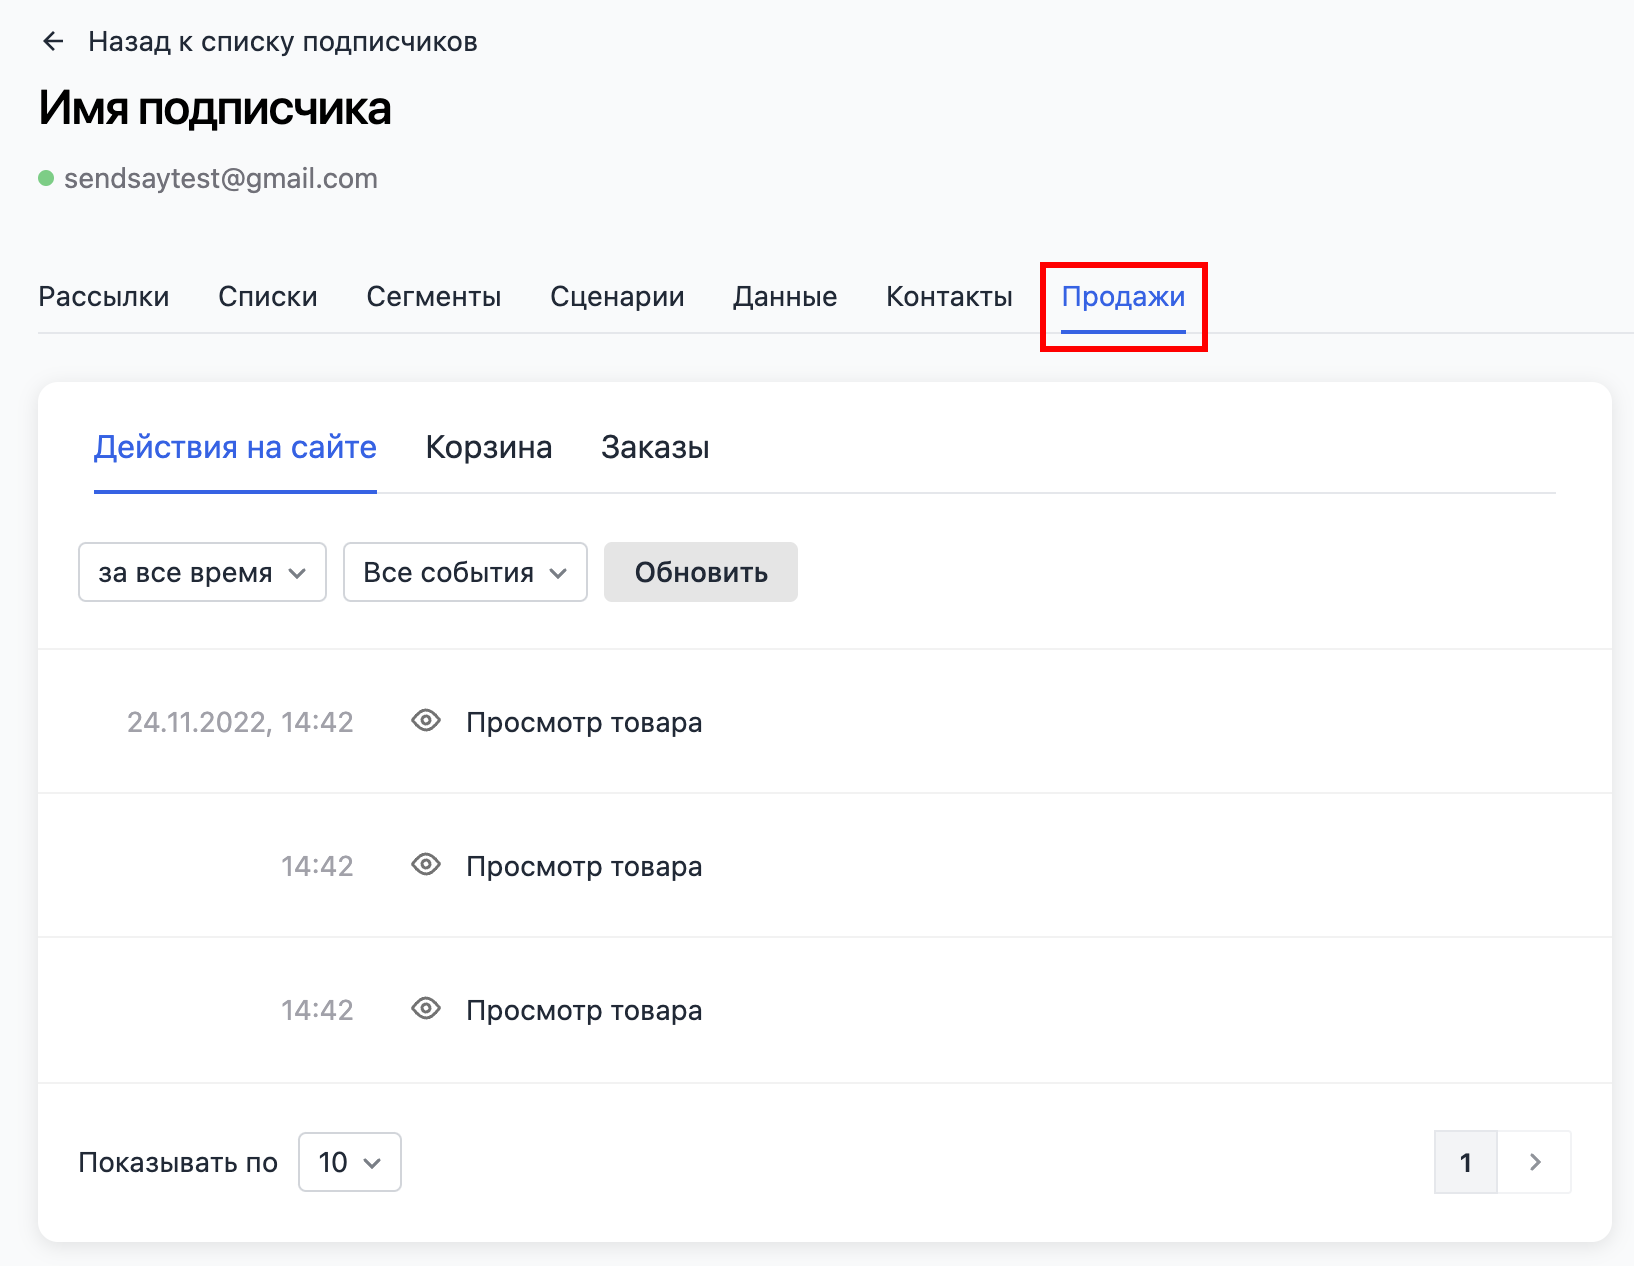 Назад к списку подписчиков
Имя подписчика
sendsaytest@gmail.com
Рассылки Списки Сегменты Сценарии Данные Контакты Продажи
Действия на сайте Корзина Заказы
за все время Все события Обновить
24.11.2022, 14:42 Просмотр товара
14:42 Просмотр товара
14:42 Просмотр товара
Показывать по 10 1